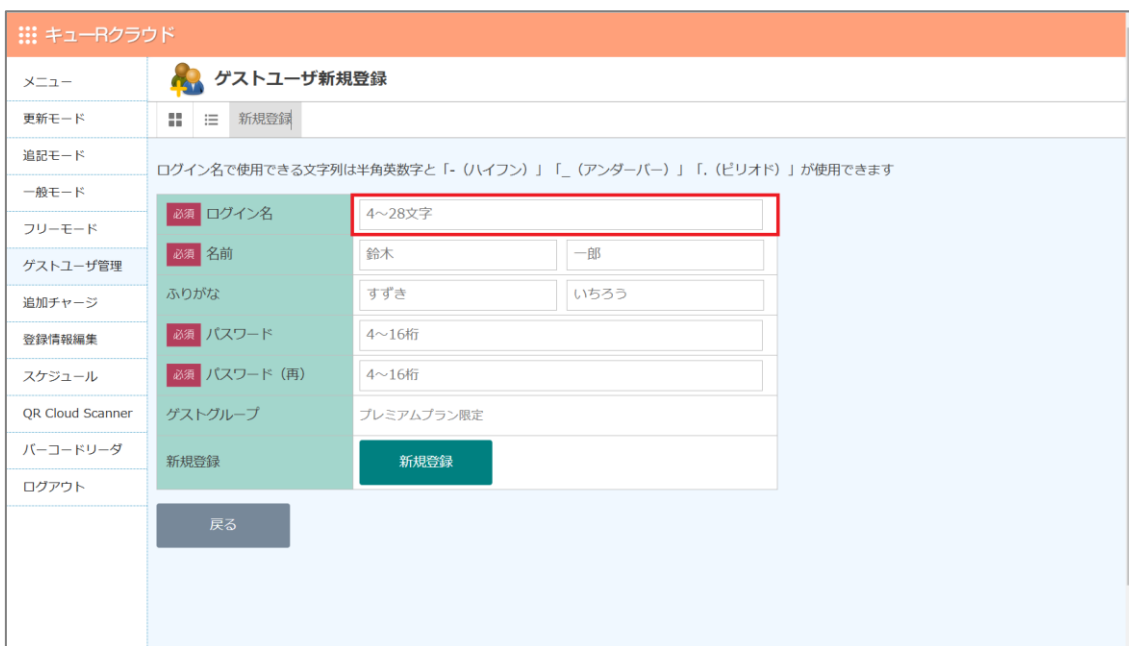 キューRクラウド
メニュー
更新モード
追記モード
一般モード
フリーモード
ゲストユーザ管理
追加チャージ
登録情報編集
スケジュール
QR Cloud Scanner
バーコードリーダ
ログアウト
ゲストユーザ新規登録
新規登録
ログイン名で使用できる文字列は半角英数字と「-（ハイフン）」「_（アンダーバー）」「.（ピリオド）」が使用できます
必須 ログイン名 4～28文字
必須 名前 鈴木 一郎
ふりがな すずき いちろう
必須 パスワード 4～16桁
必須 パスワード（再） 4～16桁
ゲストグループ プレミアムプラン限定
新規登録 新規登録
戻る